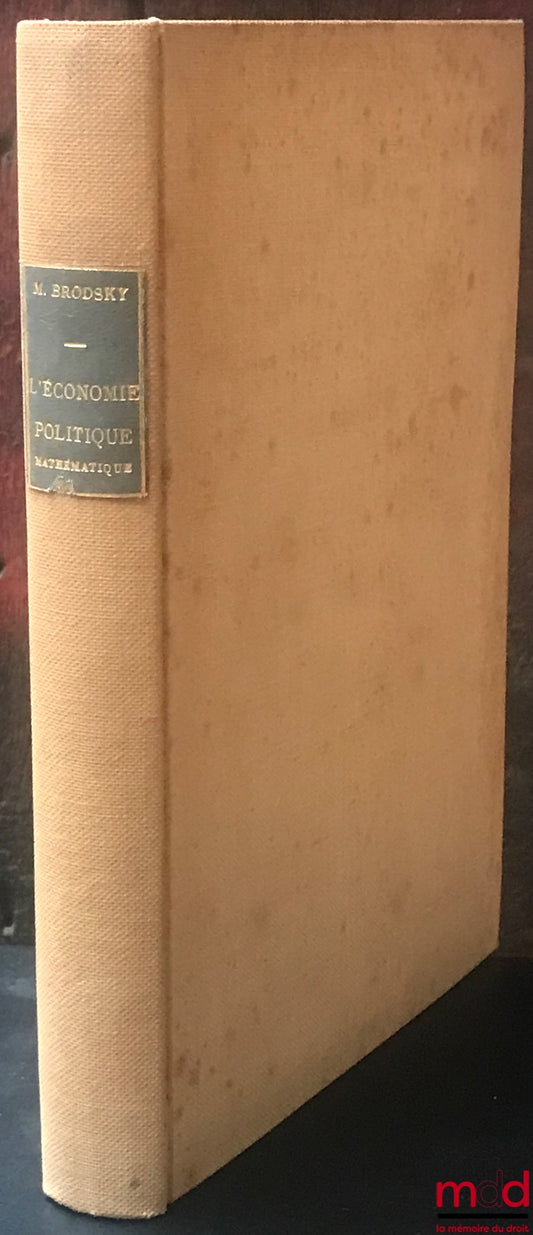 M. BRODSKY
L'ÉCONOMIE
POLITIQUE
MATHÉMATIQUE
mdd
la mémoire du droit